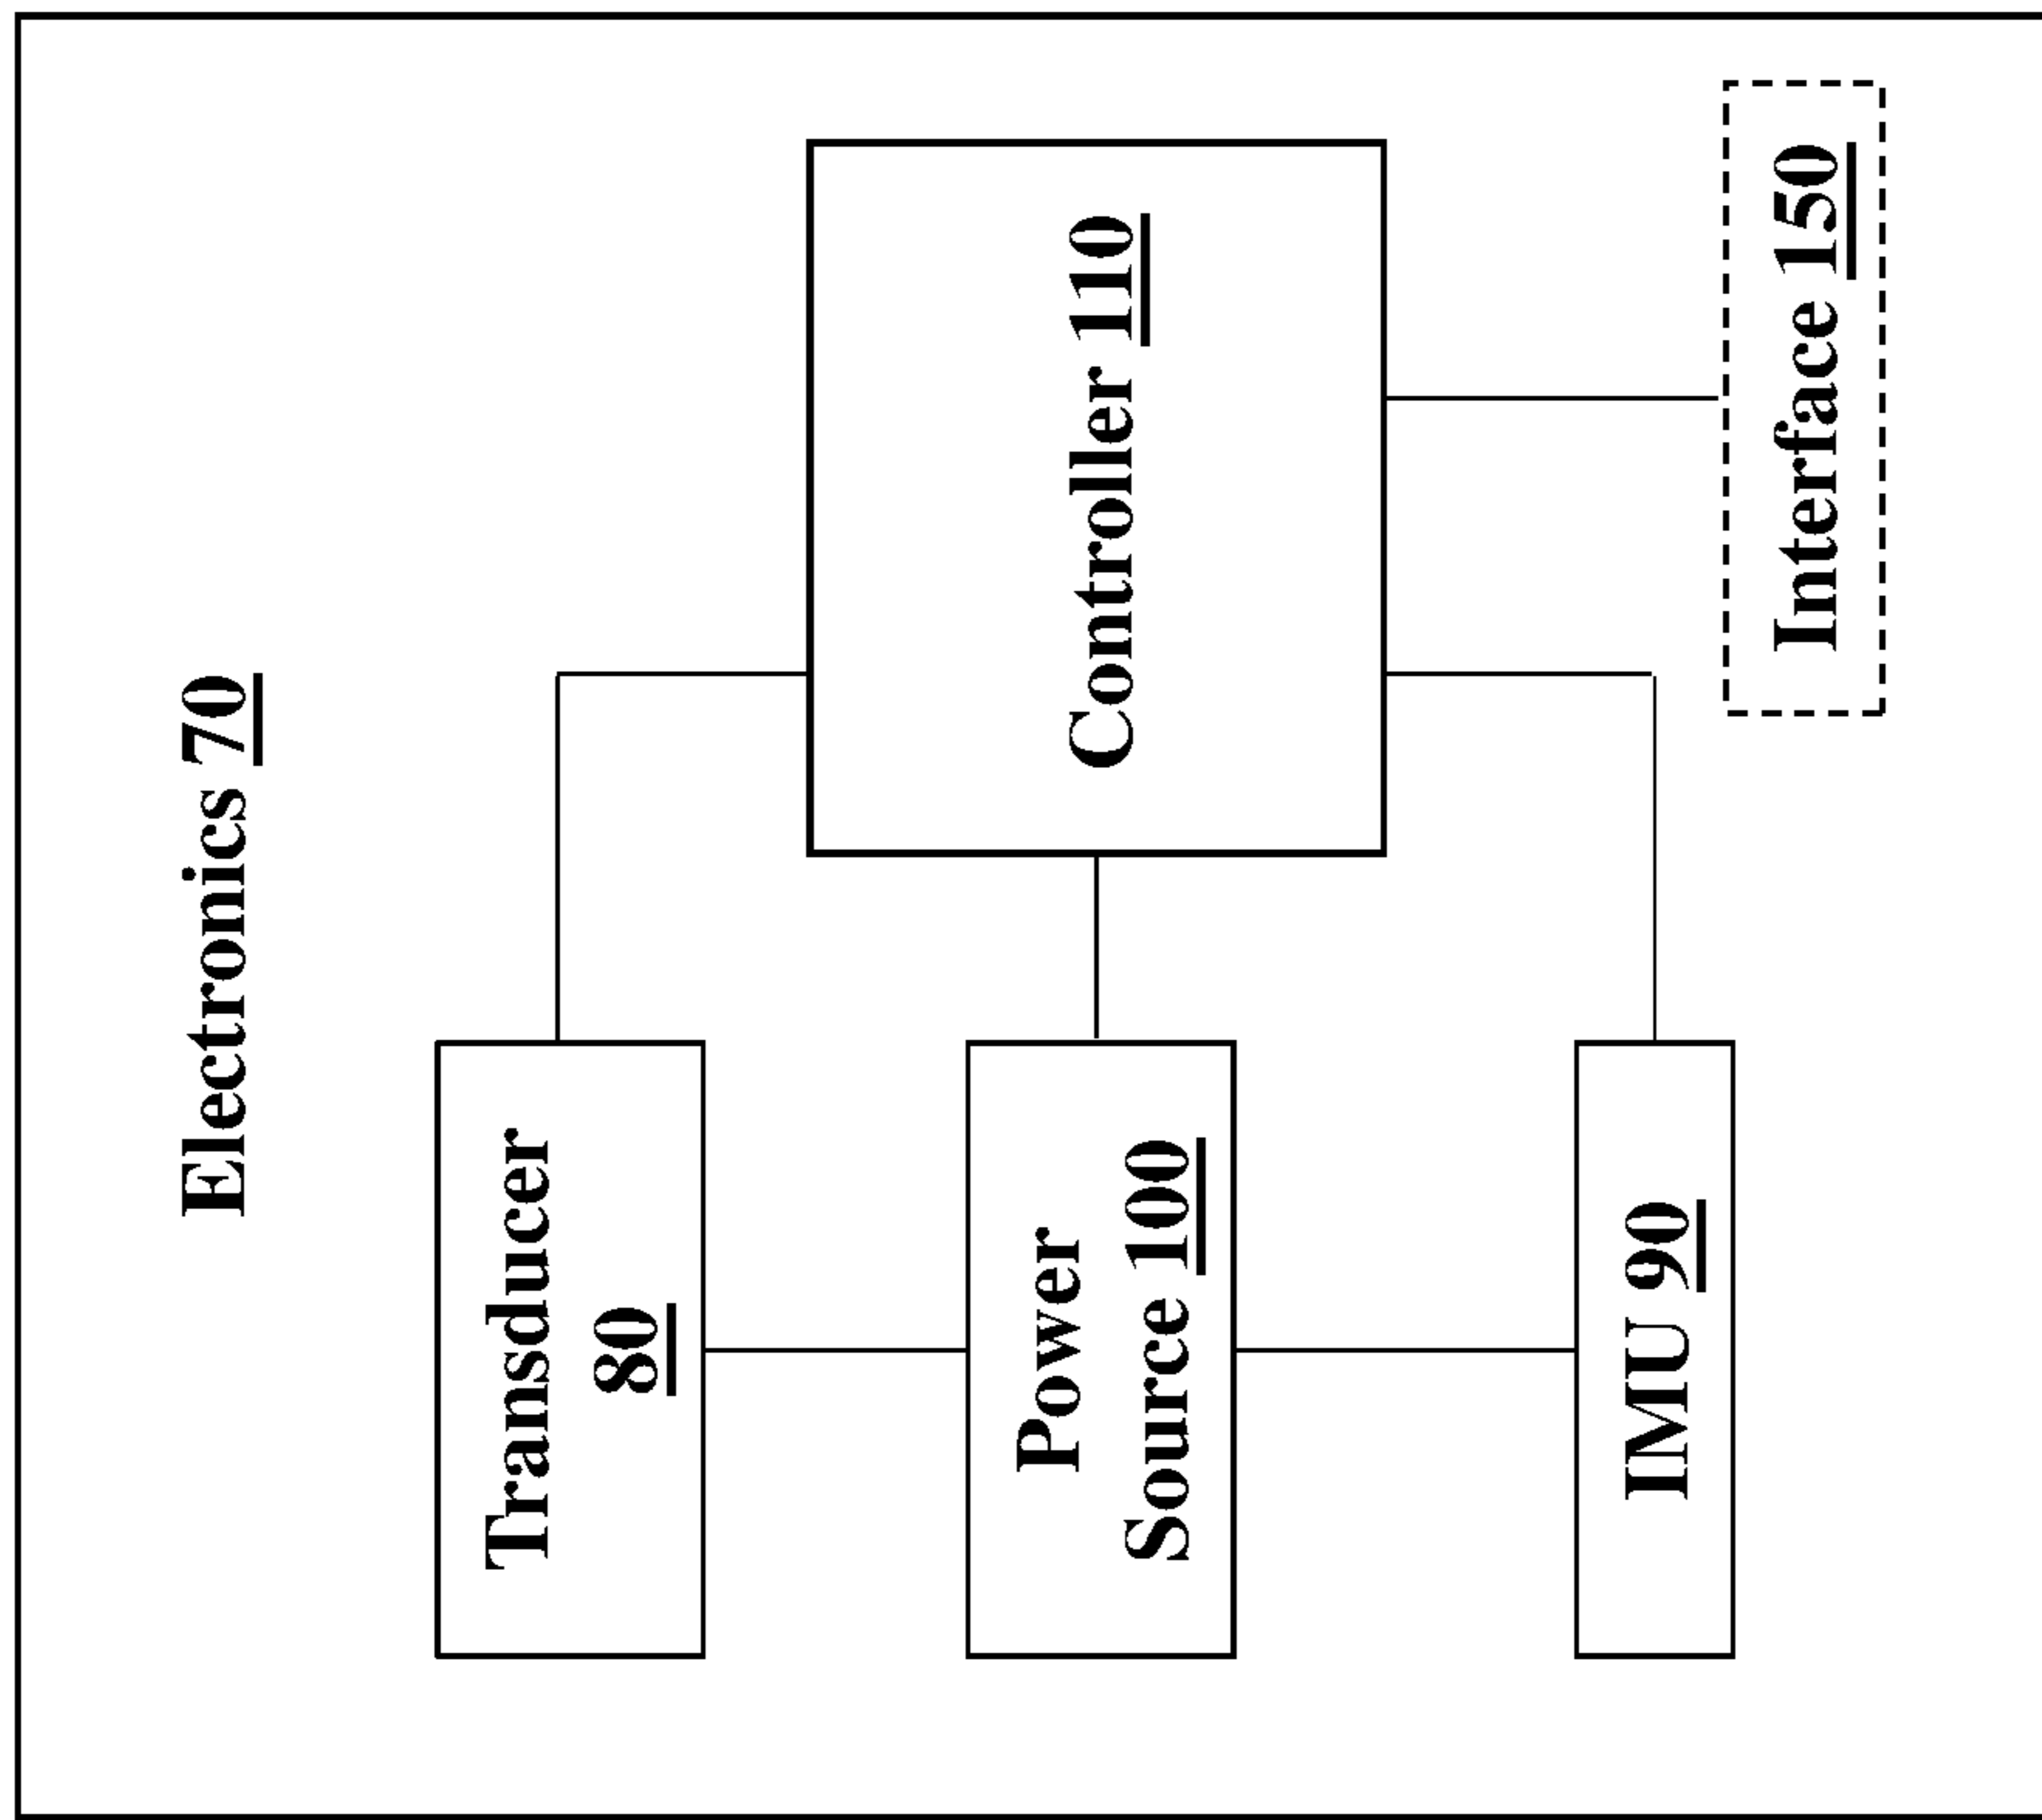 Electronics 70
Transducer
80
Controller 110
Power
Source 100
IMU 90
Interface 150